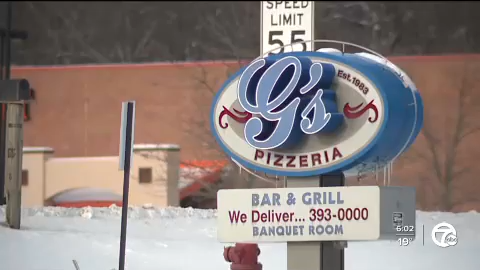 SPEED
LIMIT
55
Est. 1983
G's
PIZZERIA
BAR & GRILL
We Deliver... 393-0000
BANQUET ROOM
6:02
19°
7